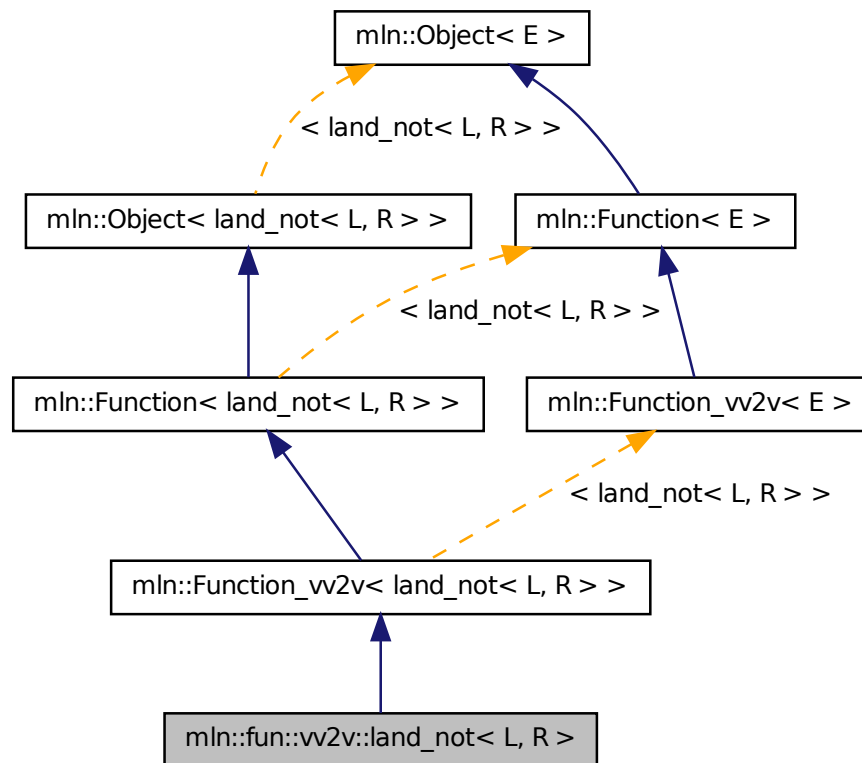 mln::Object< E >
< land_not< L, R > >
mln::Object< land_not< L, R > >
mln::Function< E >
< land_not< L, R > >
mln::Function< land_not< L, R > >
mln::Function_vv2v< E >
< land_not< L, R > >
mln::Function_vv2v< land_not< L, R > >
mln::fun::vv2v::land_not< L, R >